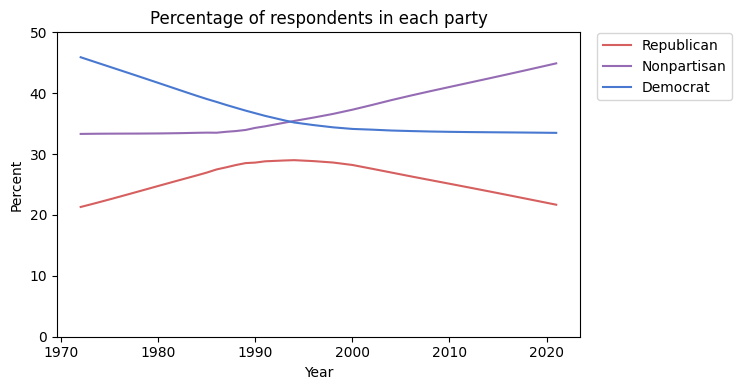 Percentage of respondents in each party
Republican
Nonpartisan
Democrat
50
40
30
20
10
0
Percent
1970 1980 1990 2000 2010 2020
Year